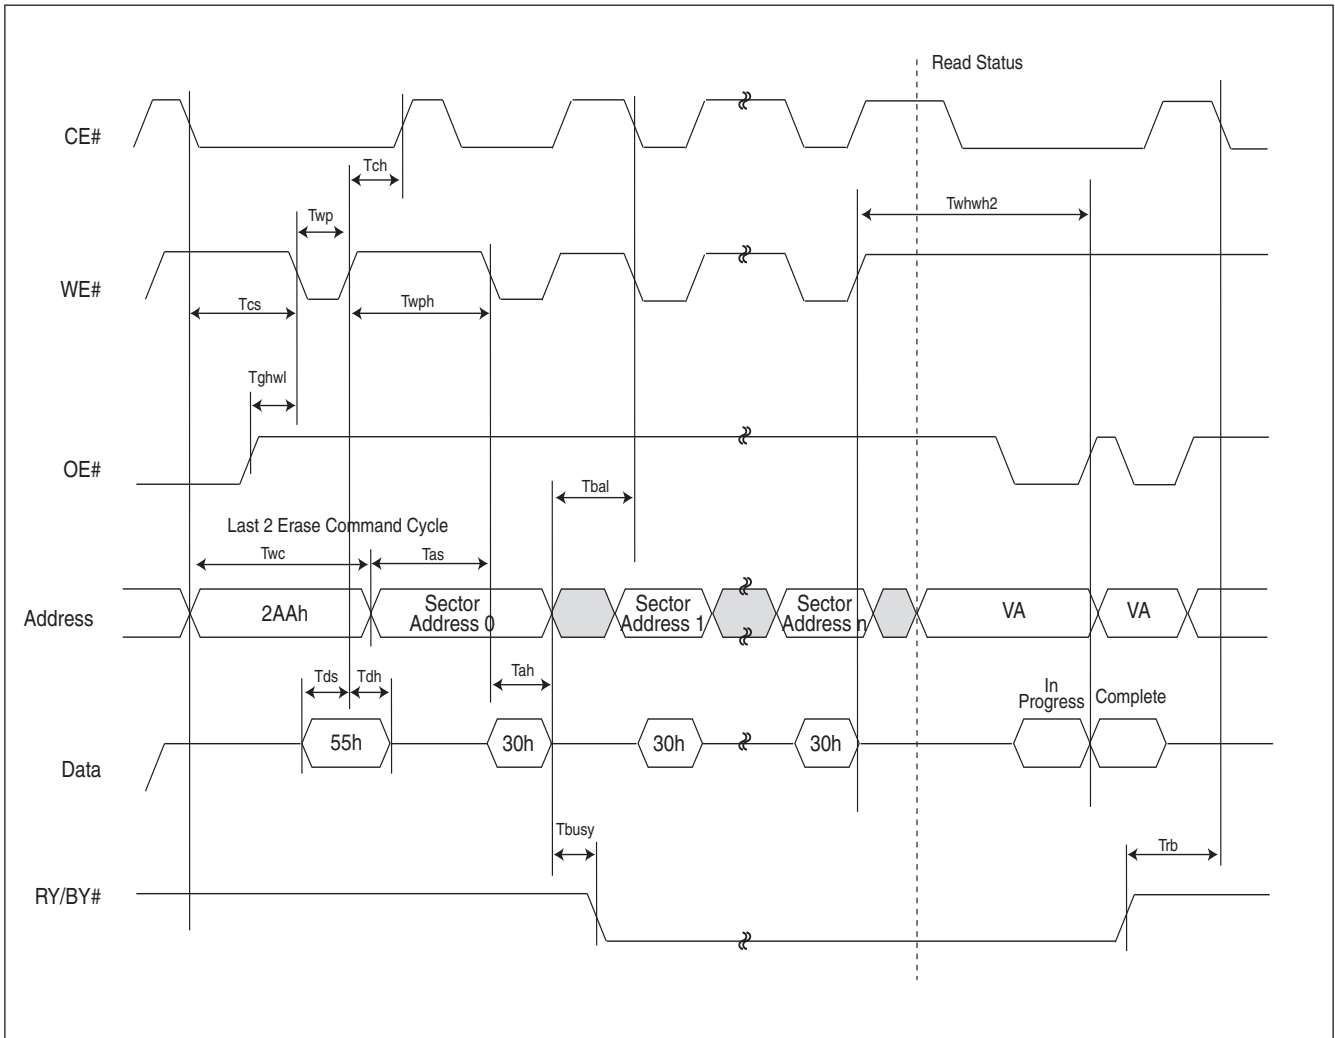 Read Status
CE#
Tch
Twp
Twhwh2
WE#
Tcs
Twph
Tghwl
OE#
Tbal
Last 2 Erase Command Cycle
Twc
Tas
Address
2AAh
Sector
Address 0
Sector
Address 1
Sector
Address n
VA
VA
Tds
Tdh
Tah
In
Progress
Complete
Data
55h
30h
30h
30h
Tbusy
Trb
RY/BY#